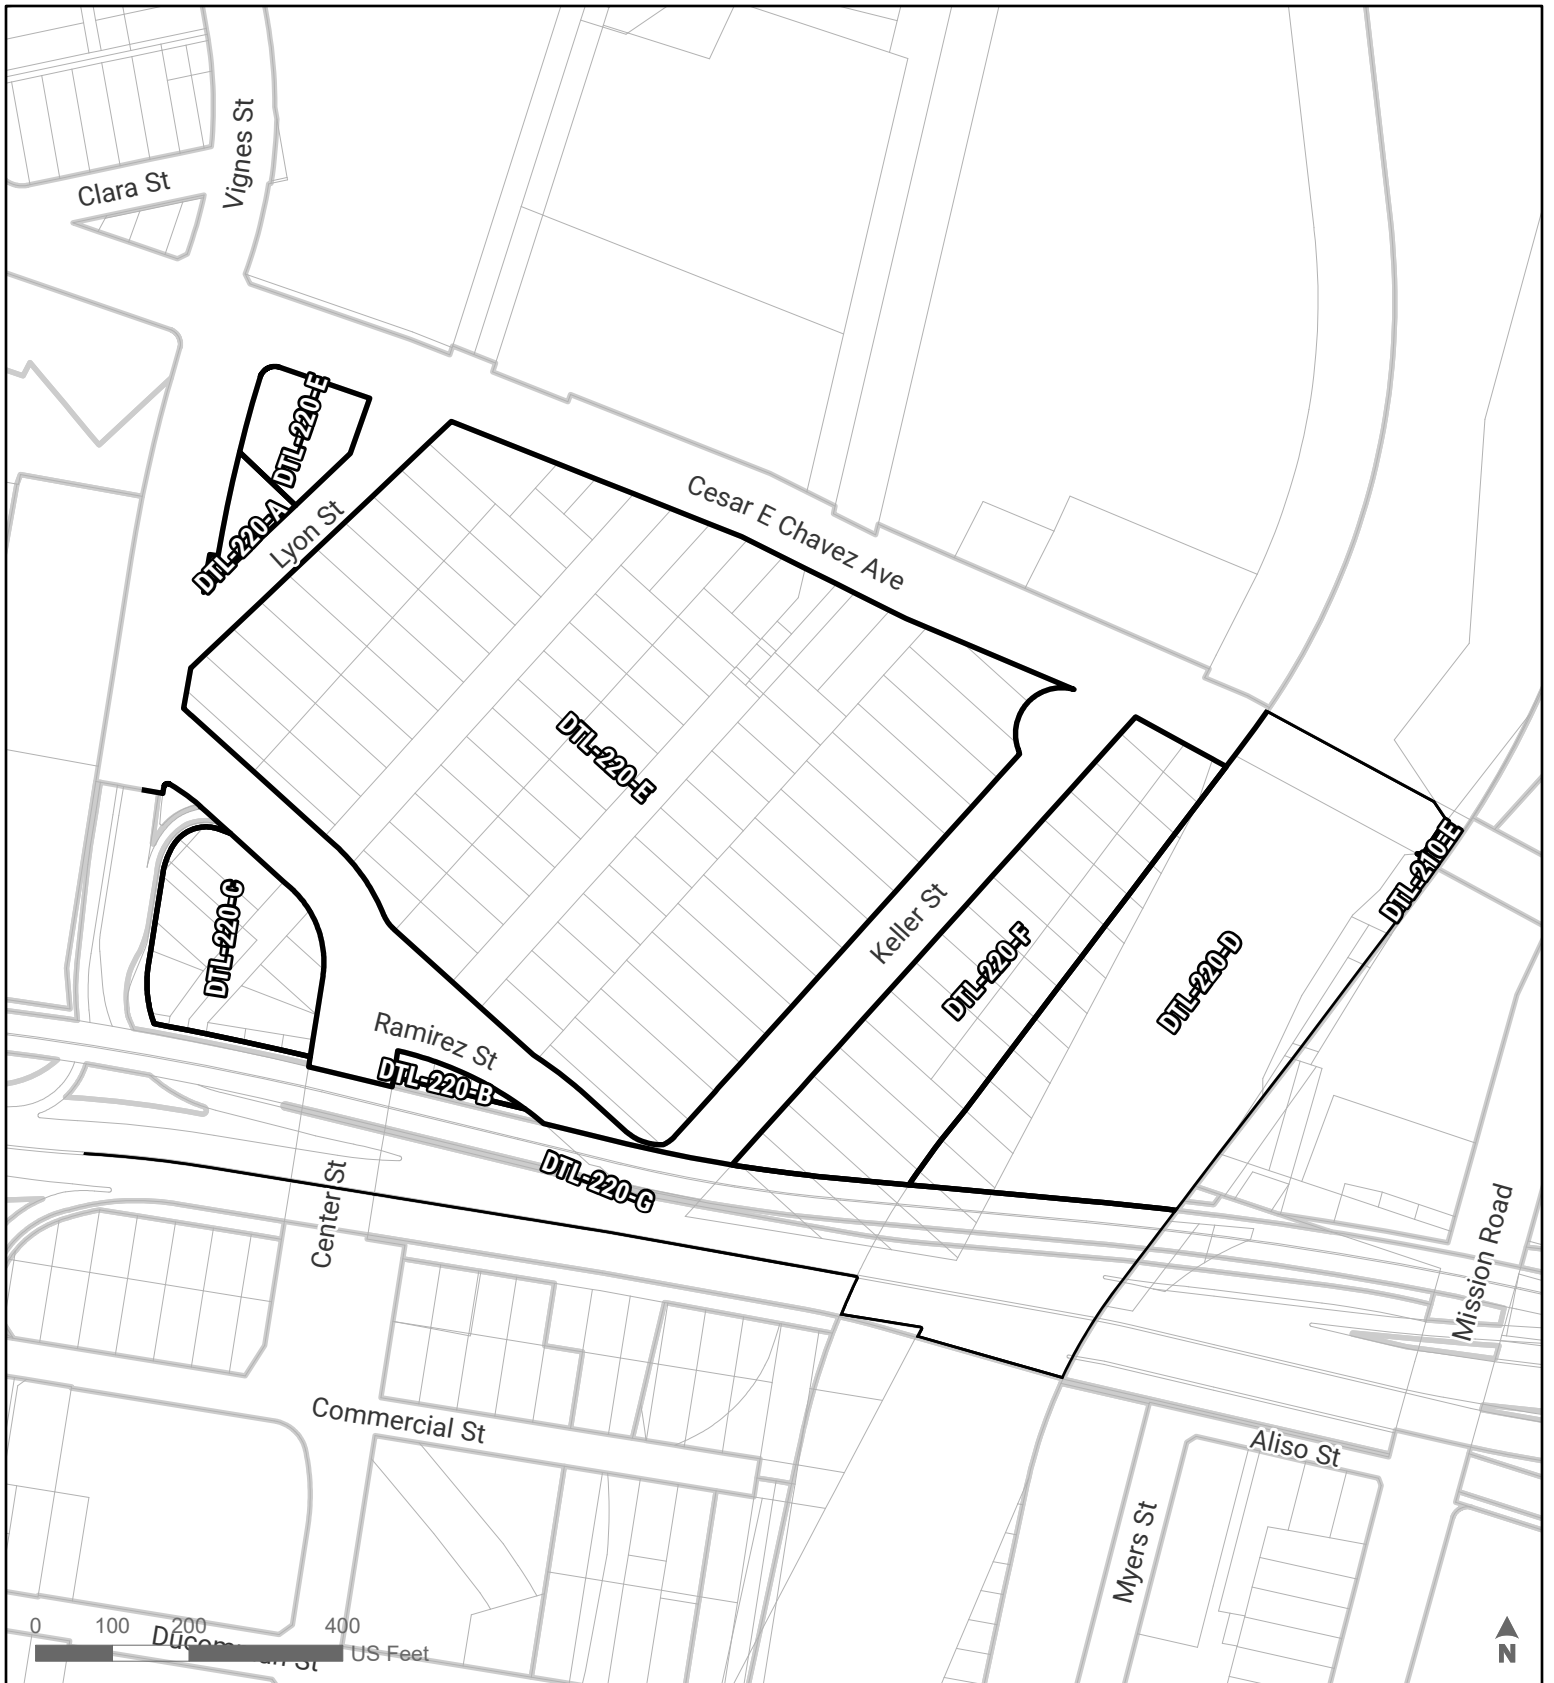 Vignes St
Clara St
DTL-220-E
DTL-220-A
Lyon St
Cesar E Chavez Ave
DTL-220-E
DTL-210-E
DTL-220-C
Keller St
DTL-220-F
DTL-220-D
Ramirez St
DTL-220-B
DTL-220-G
Center St
Mission Road
Commercial St
Aliso St
Myers St
0 100 200 400
US Feet
St
N